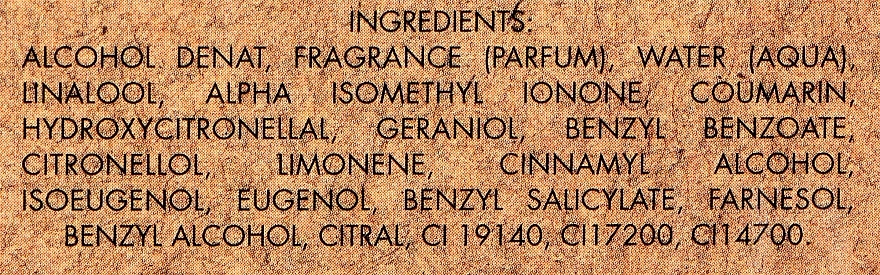 INGREDIENTS:
ALCOHOL DENAT, FRAGRANCE (PARFUM), WATER (AQUA),
LINALOOL, ALPHA ISOMETHYL IONONE, COUMARIN,
HYDROXYCITRONELLAL, GERANIOL, BENZYL BENZOATE,
CITRONELLOL, LIMONENE, CINNAMYL ALCOHOL,
ISOEUGENOL, EUGENOL, BENZYL SALICYLATE, FARNESOL,
BENZYL ALCOHOL, CITRAL, CI 19140, CI17200, CI14700.